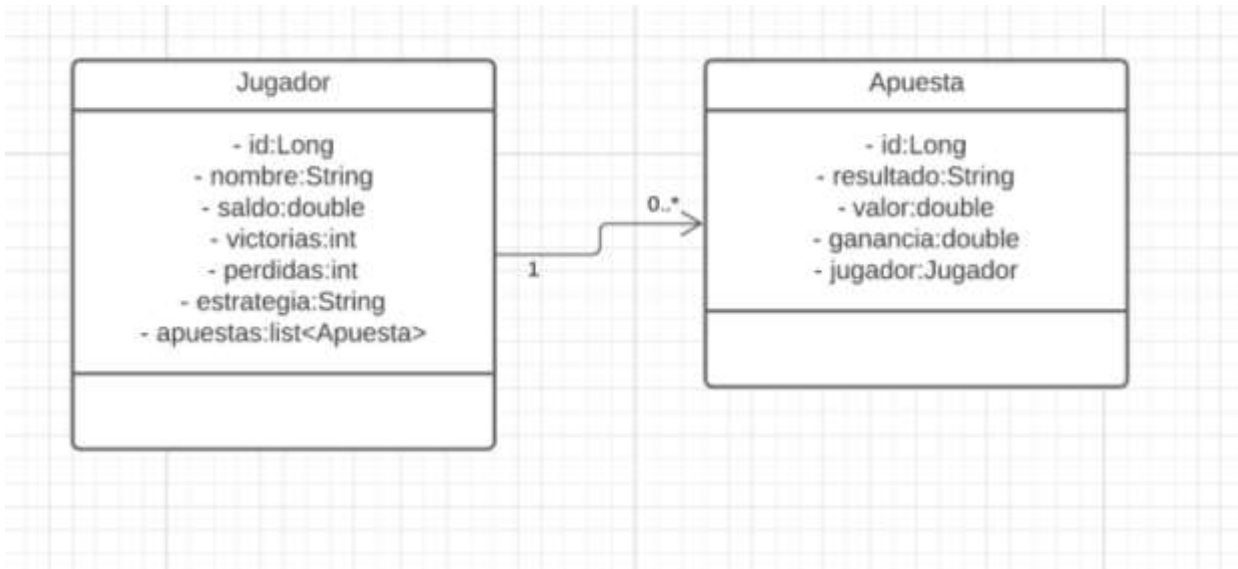 Jugador
- id:Long
- nombre:String
- saldo:double
- victorias:int
- perdidas:int
- estrategia:String
- apuestas:list<Apuesta>
1
0..*
Apuesta
- id:Long
- resultado:String
- valor:double
- ganancia:double
- jugador:Jugador